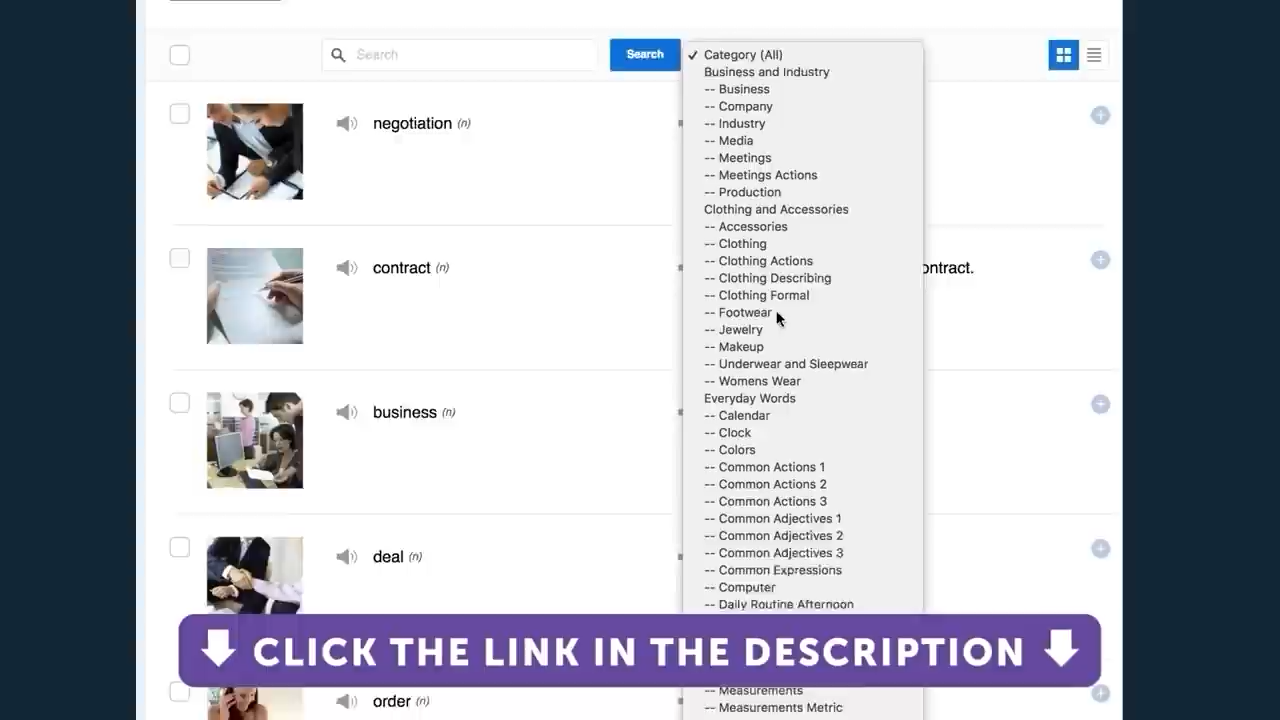 Search
Search
✓ Category (All)
Business and Industry
-- Business
-- Company
-- Industry
-- Media
-- Meetings
-- Meetings Actions
-- Production
Clothing and Accessories
-- Accessories
-- Clothing
-- Clothing Actions
-- Clothing Describing
-- Clothing Formal
-- Footwear
-- Jewelry
-- Makeup
-- Underwear and Sleepwear
-- Womens Wear
Everyday Words
-- Calendar
-- Clock
-- Colors
-- Common Actions 1
-- Common Actions 2
-- Common Actions 3
-- Common Adjectives 1
-- Common Adjectives 2
-- Common Adjectives 3
-- Common Expressions
-- Computer
-- Daily Routine Afternoon
-- Measurements
-- Measurements Metric
negotiation (n)
contract (n)
ontract.
business (n)
deal (n)
CLICK THE LINK IN THE DESCRIPTION
order (n)